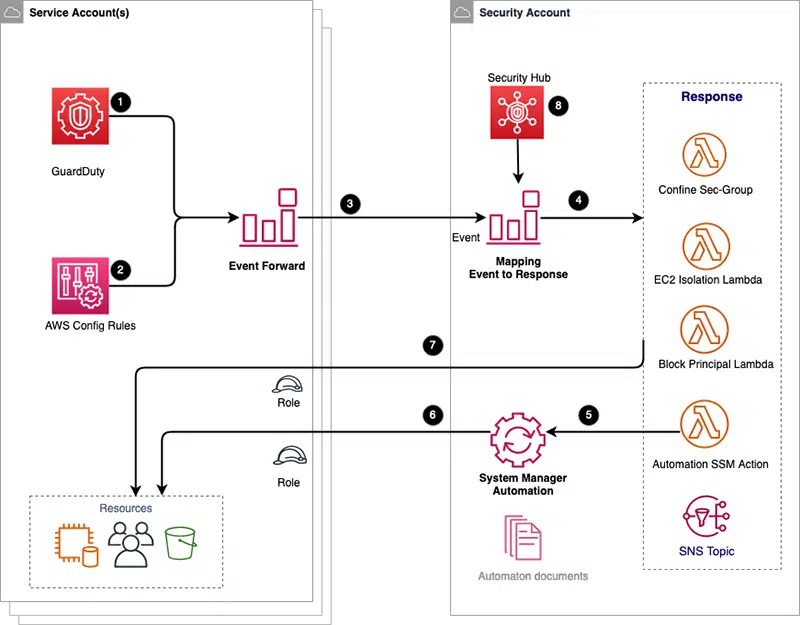 Service Account(s)
1
GuardDuty
2
AWS Config Rules
Event Forward
3
Security Account
Security Hub
8
Event
Mapping
Event to Response
4
Response
Confine Sec-Group
EC2 Isolation Lambda
Block Principal Lambda
Automation SSM Action
SNS Topic
7
Role
6
Role
5
System Manager
Automation
Automaton documents
Resources